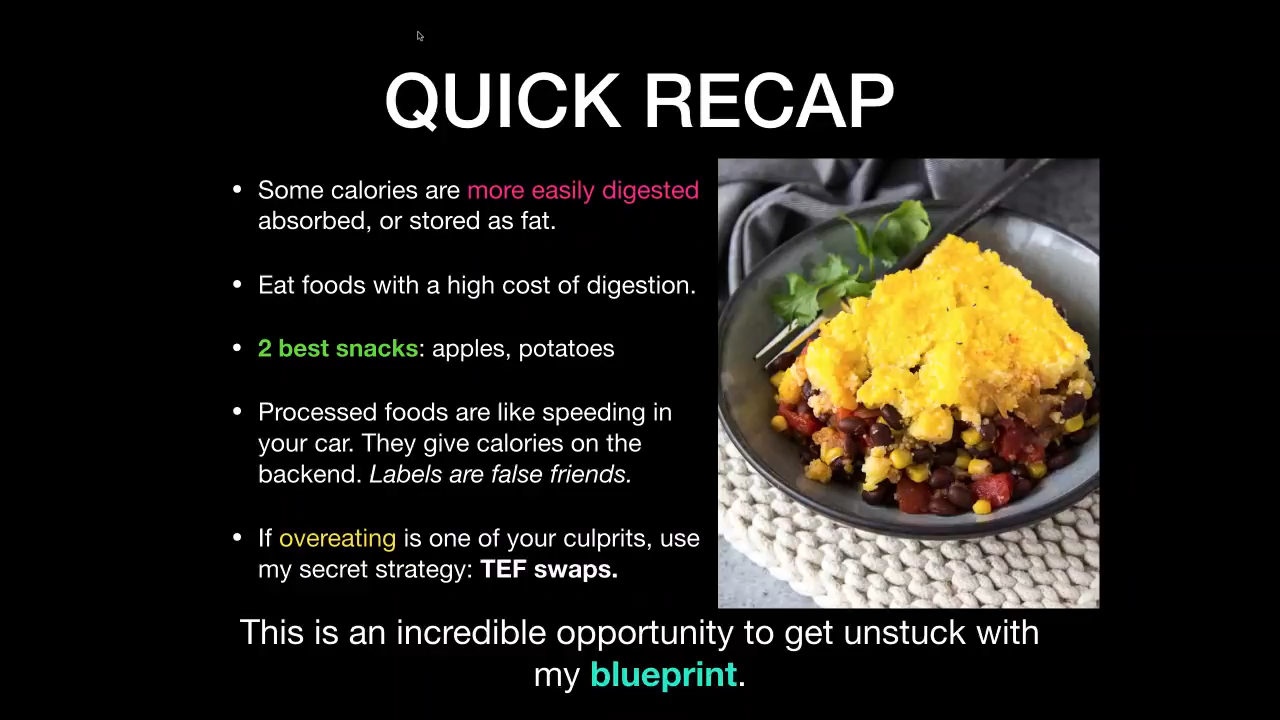 QUICK RECAP
• Some calories are more easily digested
absorbed, or stored as fat.
• Eat foods with a high cost of digestion.
• 2 best snacks: apples, potatoes
• Processed foods are like speeding in
your car. They give calories on the
backend. Labels are false friends.
• If overeating is one of your culprits, use
my secret strategy: TEF swaps.
This is an incredible opportunity to get unstuck with
my blueprint.